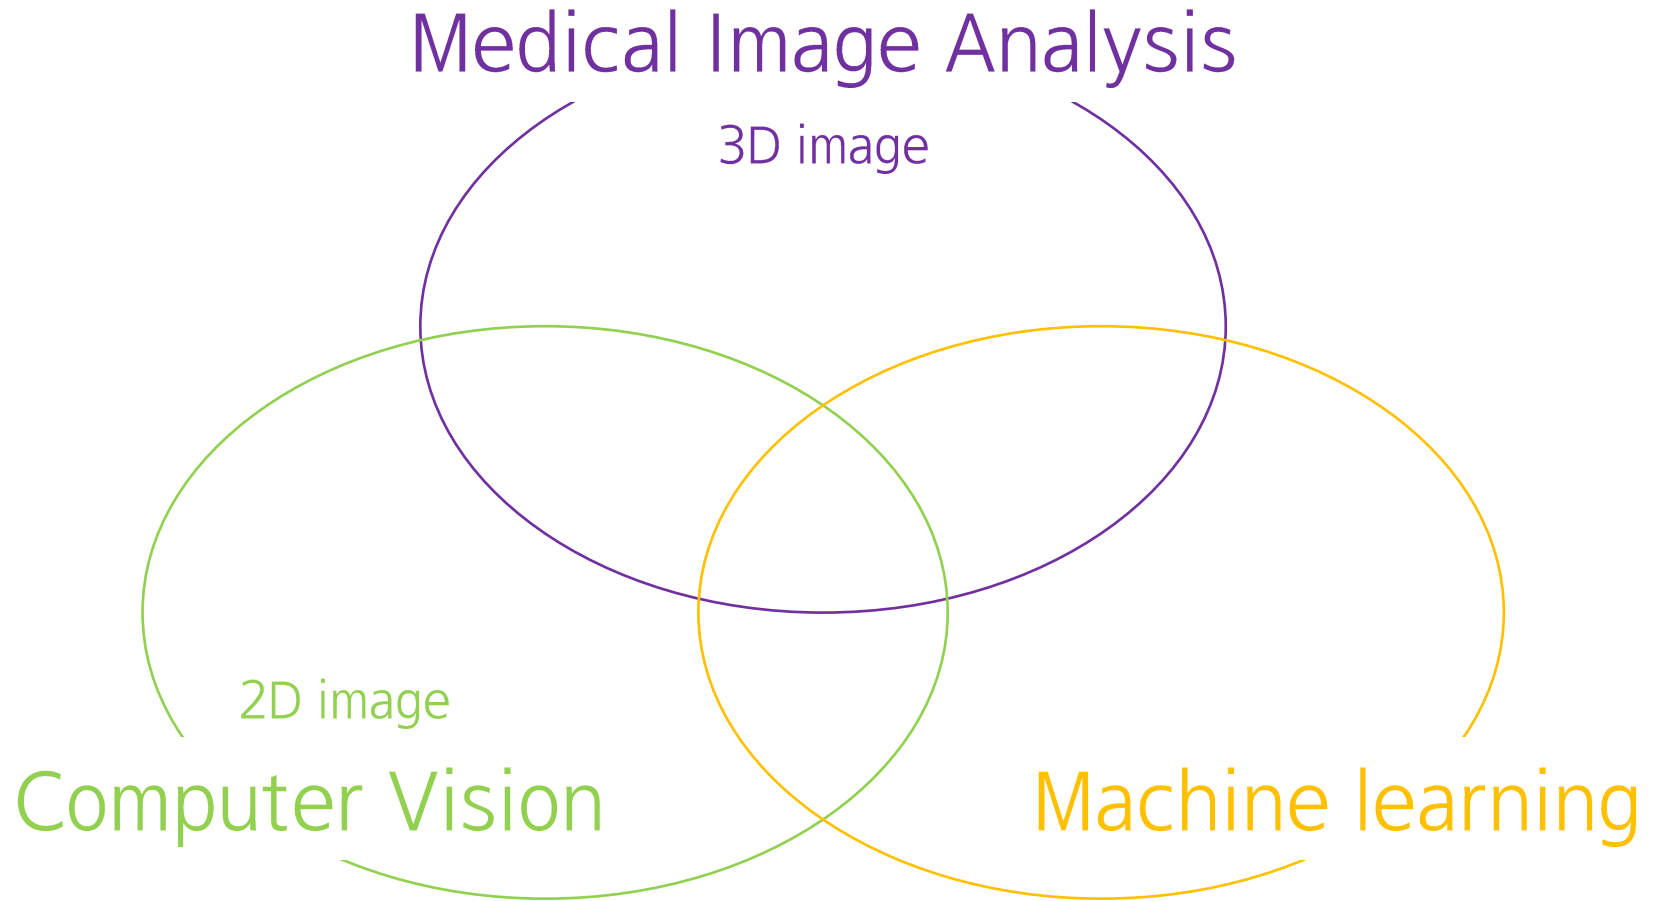 Medical Image Analysis
3D image
2D image
Computer Vision
Machine learning